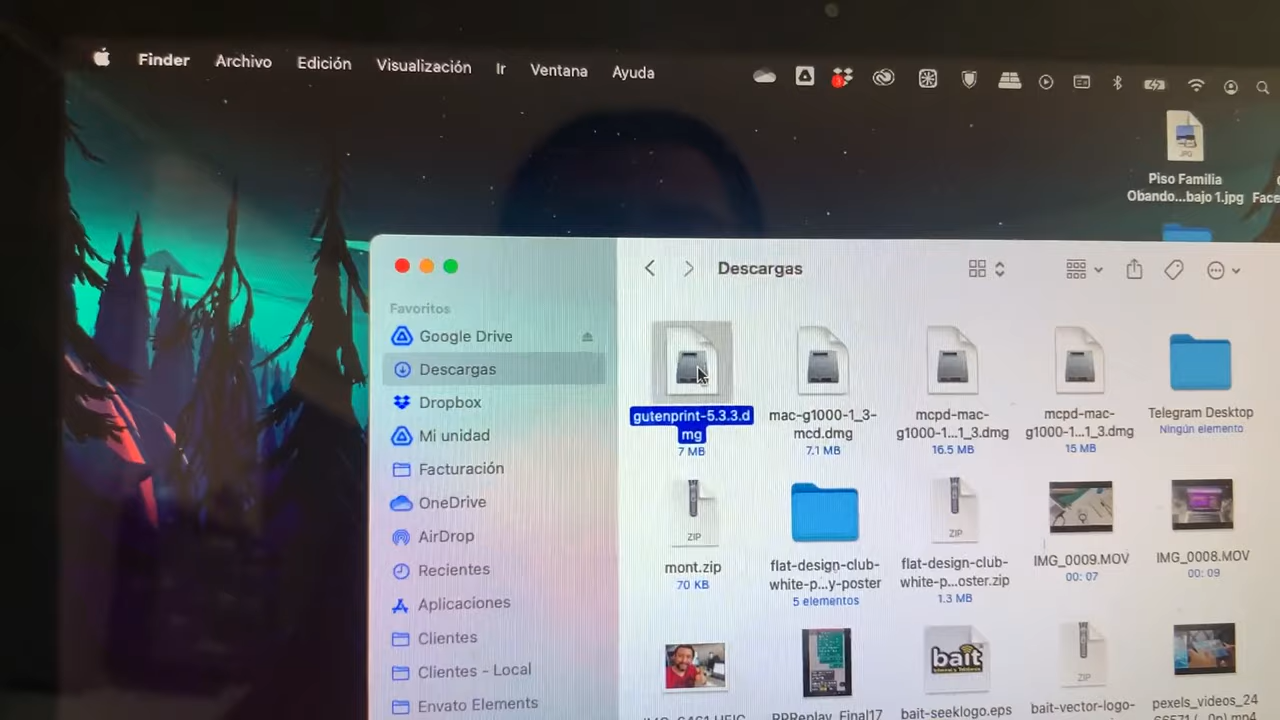 Finder Archivo Edición Visualización Ir Ventana Ayuda
3
JPG
Piso Familia
Obando...bajo 1.jpg
Descargas
Favoritos
Google Drive
Descargas
Dropbox
Mi unidad
Facturación
OneDrive
AirDrop
Recientes
Aplicaciones
Clientes
Clientes - Local
Envato Elements
gutenprint-5.3.3.d
mg
7 MB
mac-g1000-1_3-
mcd.dmg
7.1 MB
mcpd-mac-
g1000-1...1_3.dmg
16.5 MB
mcpd-mac-
g1000-1...1_3.dmg
15 MB
Telegram Desktop
Ningún elemento
ZIP
mont.zip
70 KB
flat-design-club-
white-p...y-poster
5 elementos
ZIP
flat-design-club-
white-p...oster.zip
1.3 MB
IMG_0009.MOV
00: 07
IMG_0008.MOV
00: 09
bait
bait-seeklogo.eps
ZIP
bait-vector-logo-
pexels_videos_24